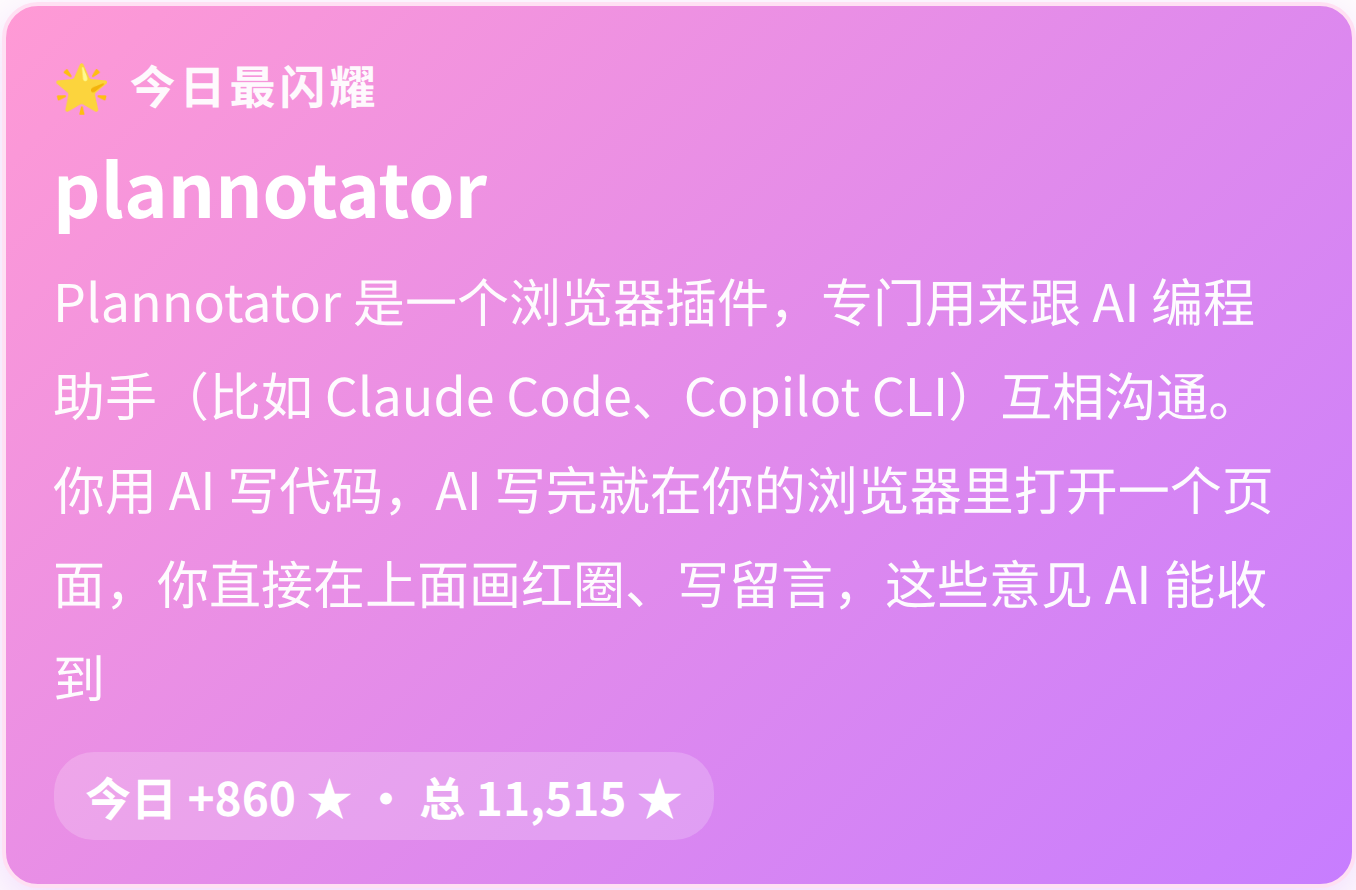 🌟 今日最闪耀
plannotator
Plannotator 是一个浏览器插件，专门用来跟 AI 编程
助手（比如 Claude Code、Copilot CLI）互相沟通。
你用 AI 写代码，AI 写完就在你的浏览器里打开一个页
面，你直接在上面画红圈、写留言，这些意见 AI 能收
到
今日 +860 ★ · 总 11,515 ★